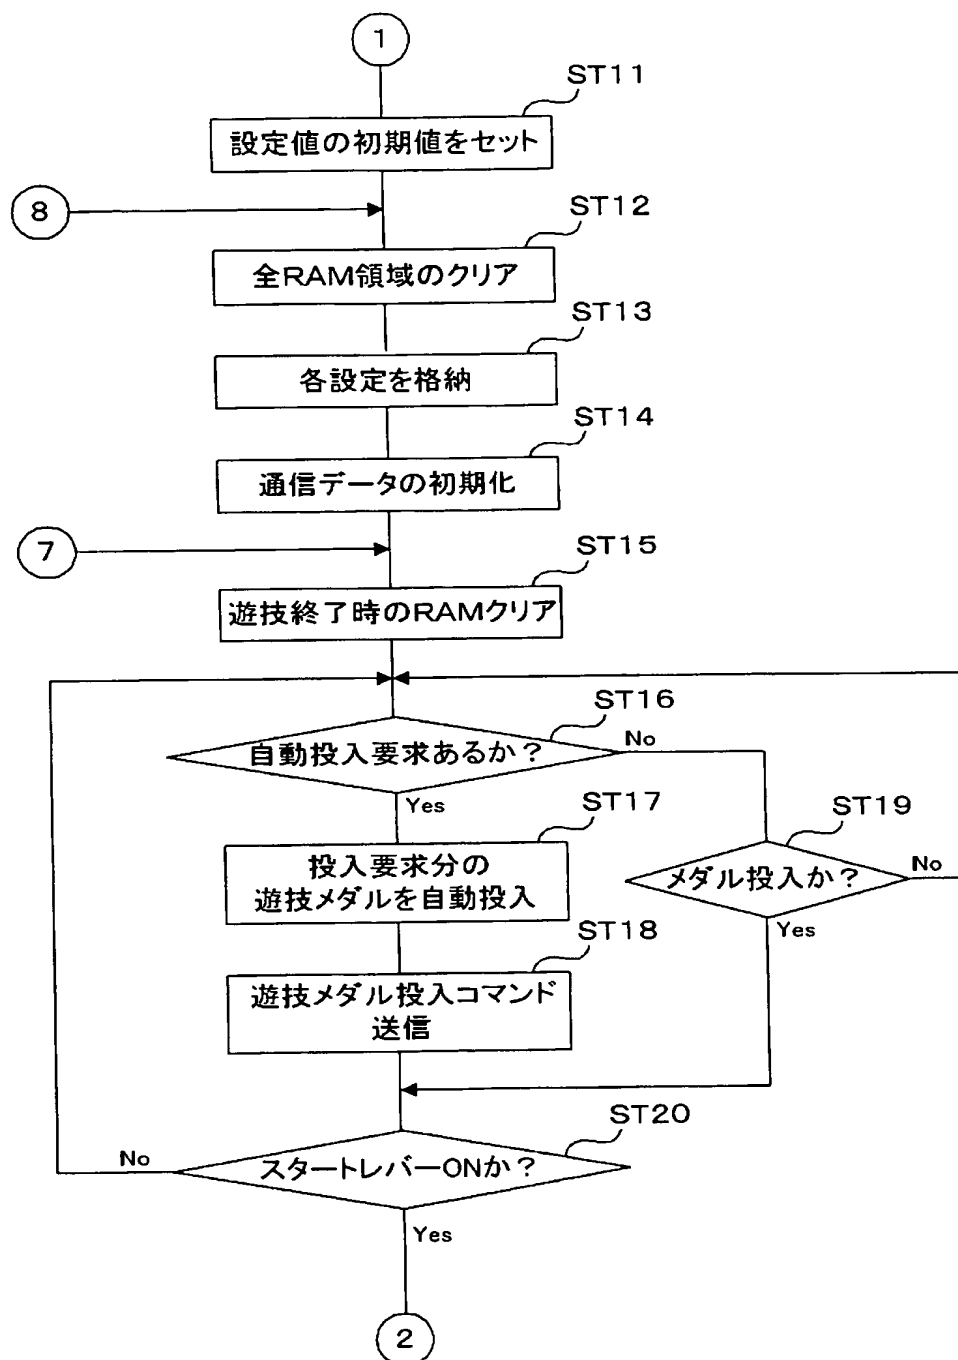 1
ST11
設定値の初期値をセット
8
ST12
全RAM領域のクリア
ST13
各設定を格納
ST14
通信データの初期化
7
ST15
遊技終了時のRAMクリア
ST16
自動投入要求あるか？
No
Yes
ST17
投入要求分の
遊技メダルを自動投入
ST19
メダル投入か？
No
Yes
ST18
遊技メダル投入コマンド
送信
ST20
スタートレバーONか？
No
Yes
2